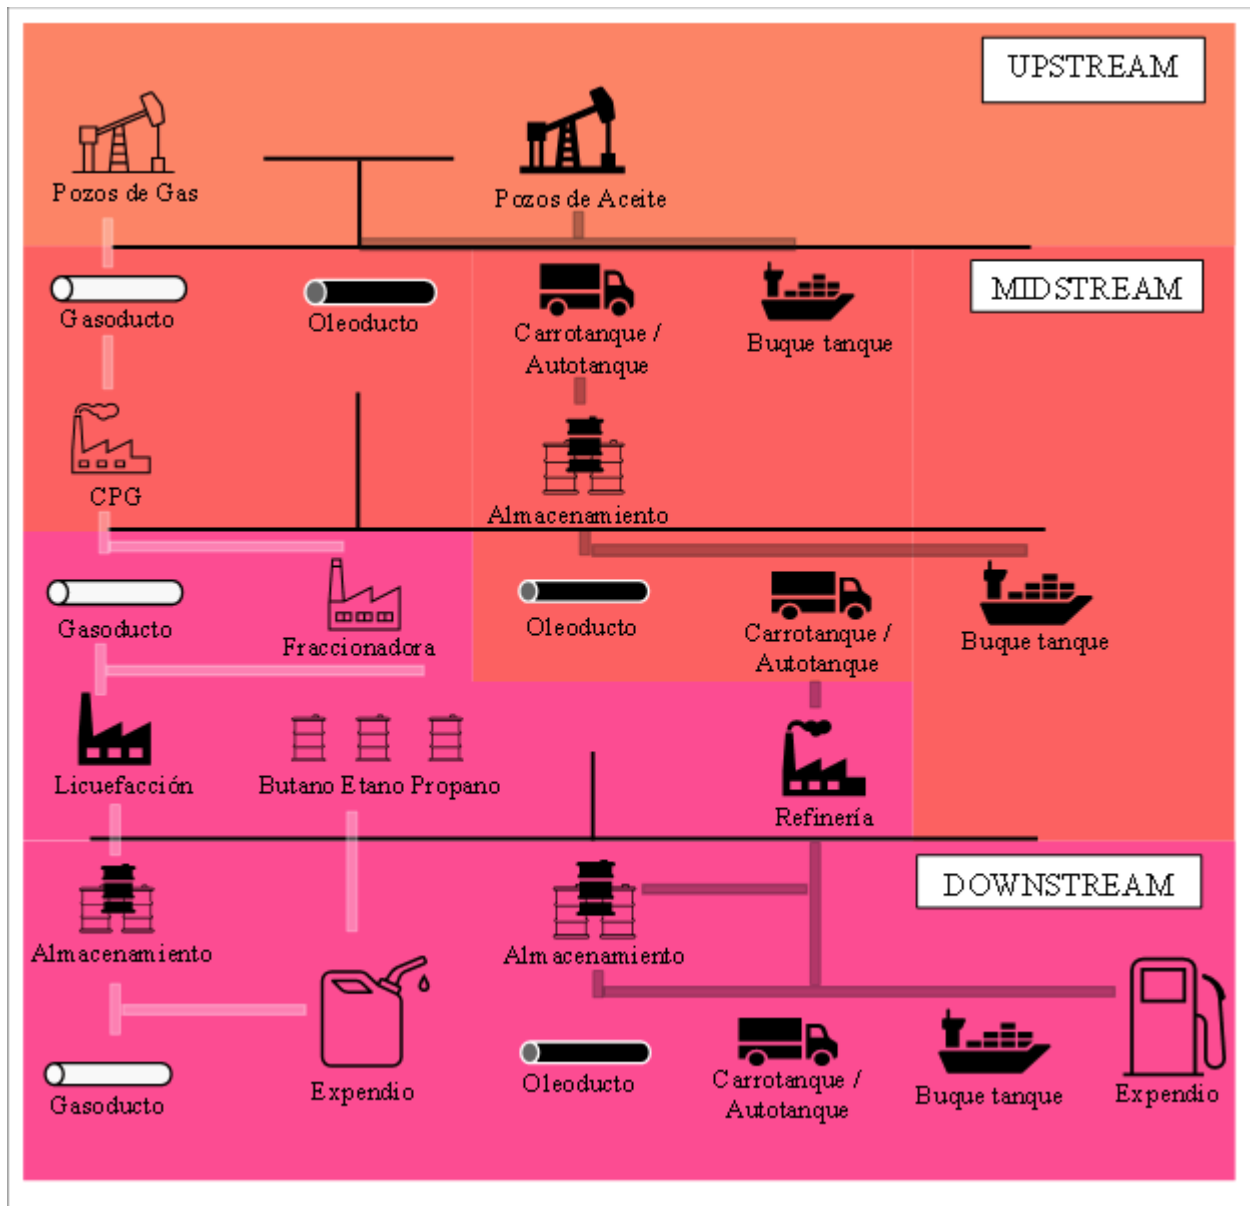 UPSTREAM
Pozos de Gas
Pozos de Aceite
MIDSTREAM
Gasoducto
Oleoducto
Carrotanque /
Autotanque
Buque tanque
CPG
Almacenamiento
Gasoducto
Fraccionadora
Oleoducto
Carrotanque /
Autotanque
Buque tanque
Licuefacción
Butano Etano Propano
Refinería
DOWNSTREAM
Almacenamiento
Almacenamiento
Gasoducto
Expendio
Oleoducto
Carrotanque /
Autotanque
Buque tanque
Expendio